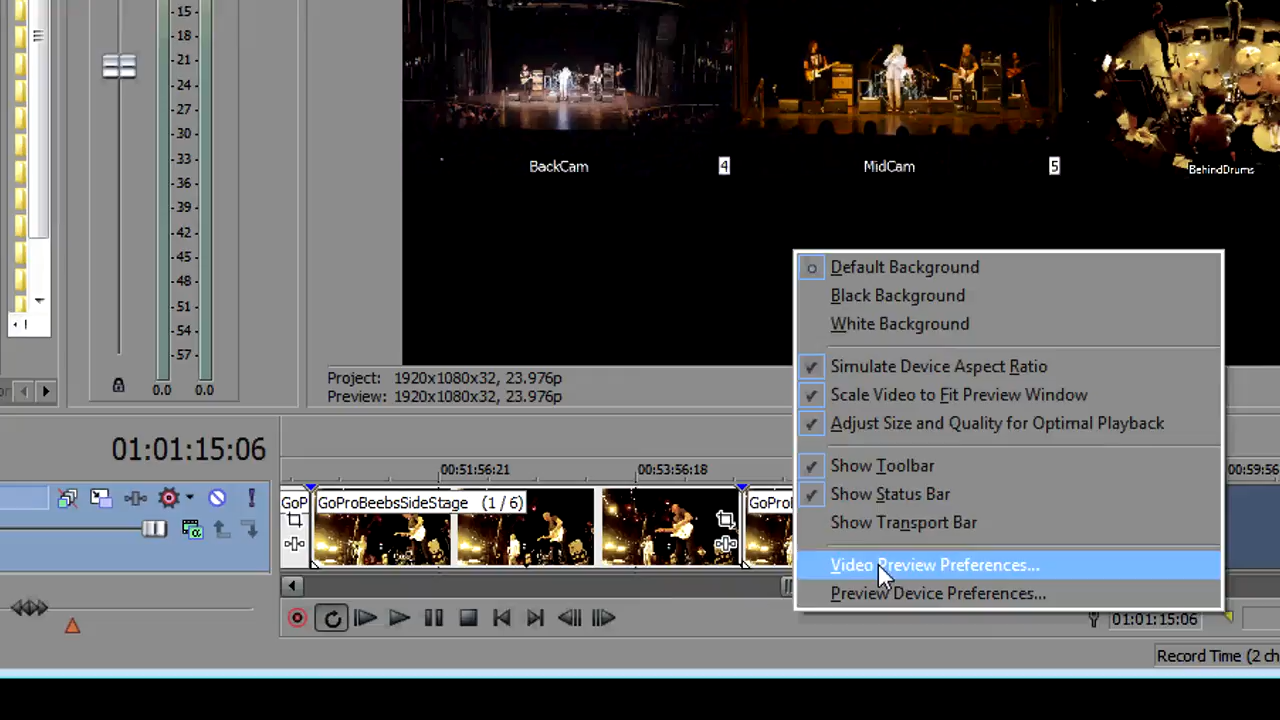 15
18
21
24
27
30
33
36
39
42
45
48
51
54
57
0.0 0.0
BackCam
4
MidCam
5
BehindDrums
Project: 1920x1080x32, 23.976p
Preview: 1920x1080x32, 23.976p
Default Background
Black Background
White Background
Simulate Device Aspect Ratio
Scale Video to Fit Preview Window
Adjust Size and Quality for Optimal Playback
Show Toolbar
Show Status Bar
Show Transport Bar
Video Preview Preferences...
Preview Device Preferences...
01:01:15:06
00:51:56:21
00:53:56:18
00:59:56
GoP
GoProBeebsSideStage (1 / 6)
GoProB
01:01:15:06
Record Time (2 ch